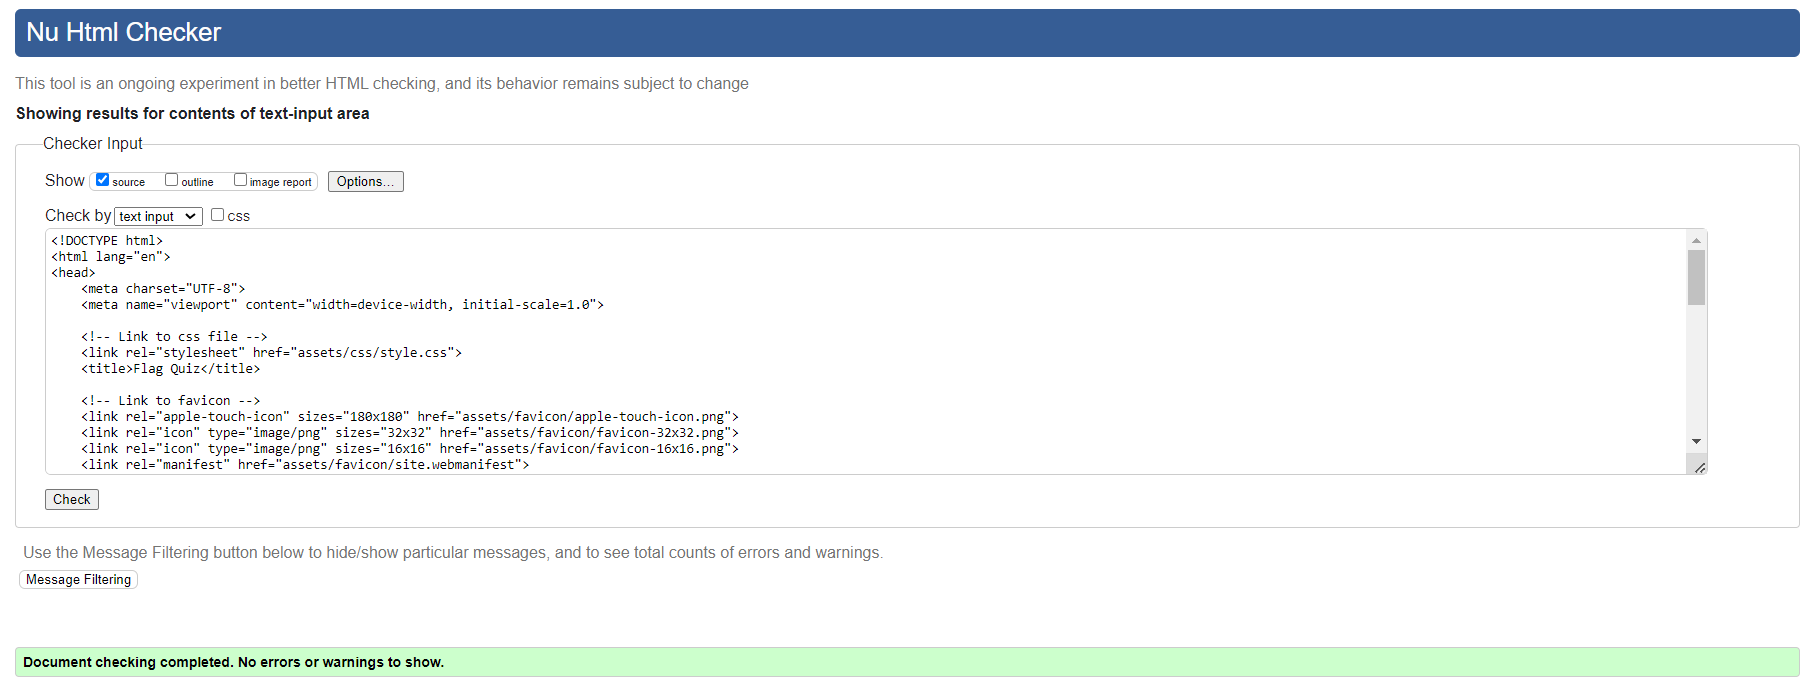 Nu Html Checker
This tool is an ongoing experiment in better HTML checking, and its behavior remains subject to change
Showing results for contents of text-input area
Checker Input
Show source outline image report Options...
Check by text input css
<!DOCTYPE html>
<html lang="en">
<head>
    <meta charset="UTF-8">
    <meta name="viewport" content="width=device-width, initial-scale=1.0">
    <!-- Link to css file -->
    <link rel="stylesheet" href="assets/css/style.css">
    <title>Flag Quiz</title>
    <!-- Link to favicon -->
    <link rel="apple-touch-icon" sizes="180x180" href="assets/favicon/apple-touch-icon.png">
    <link rel="icon" type="image/png" sizes="32x32" href="assets/favicon/favicon-32x32.png">
    <link rel="icon" type="image/png" sizes="16x16" href="assets/favicon/favicon-16x16.png">
    <link rel="manifest" href="assets/favicon/site.webmanifest">
Check
Use the Message Filtering button below to hide/show particular messages, and to see total counts of errors and warnings.
Message Filtering
Document checking completed. No errors or warnings to show.